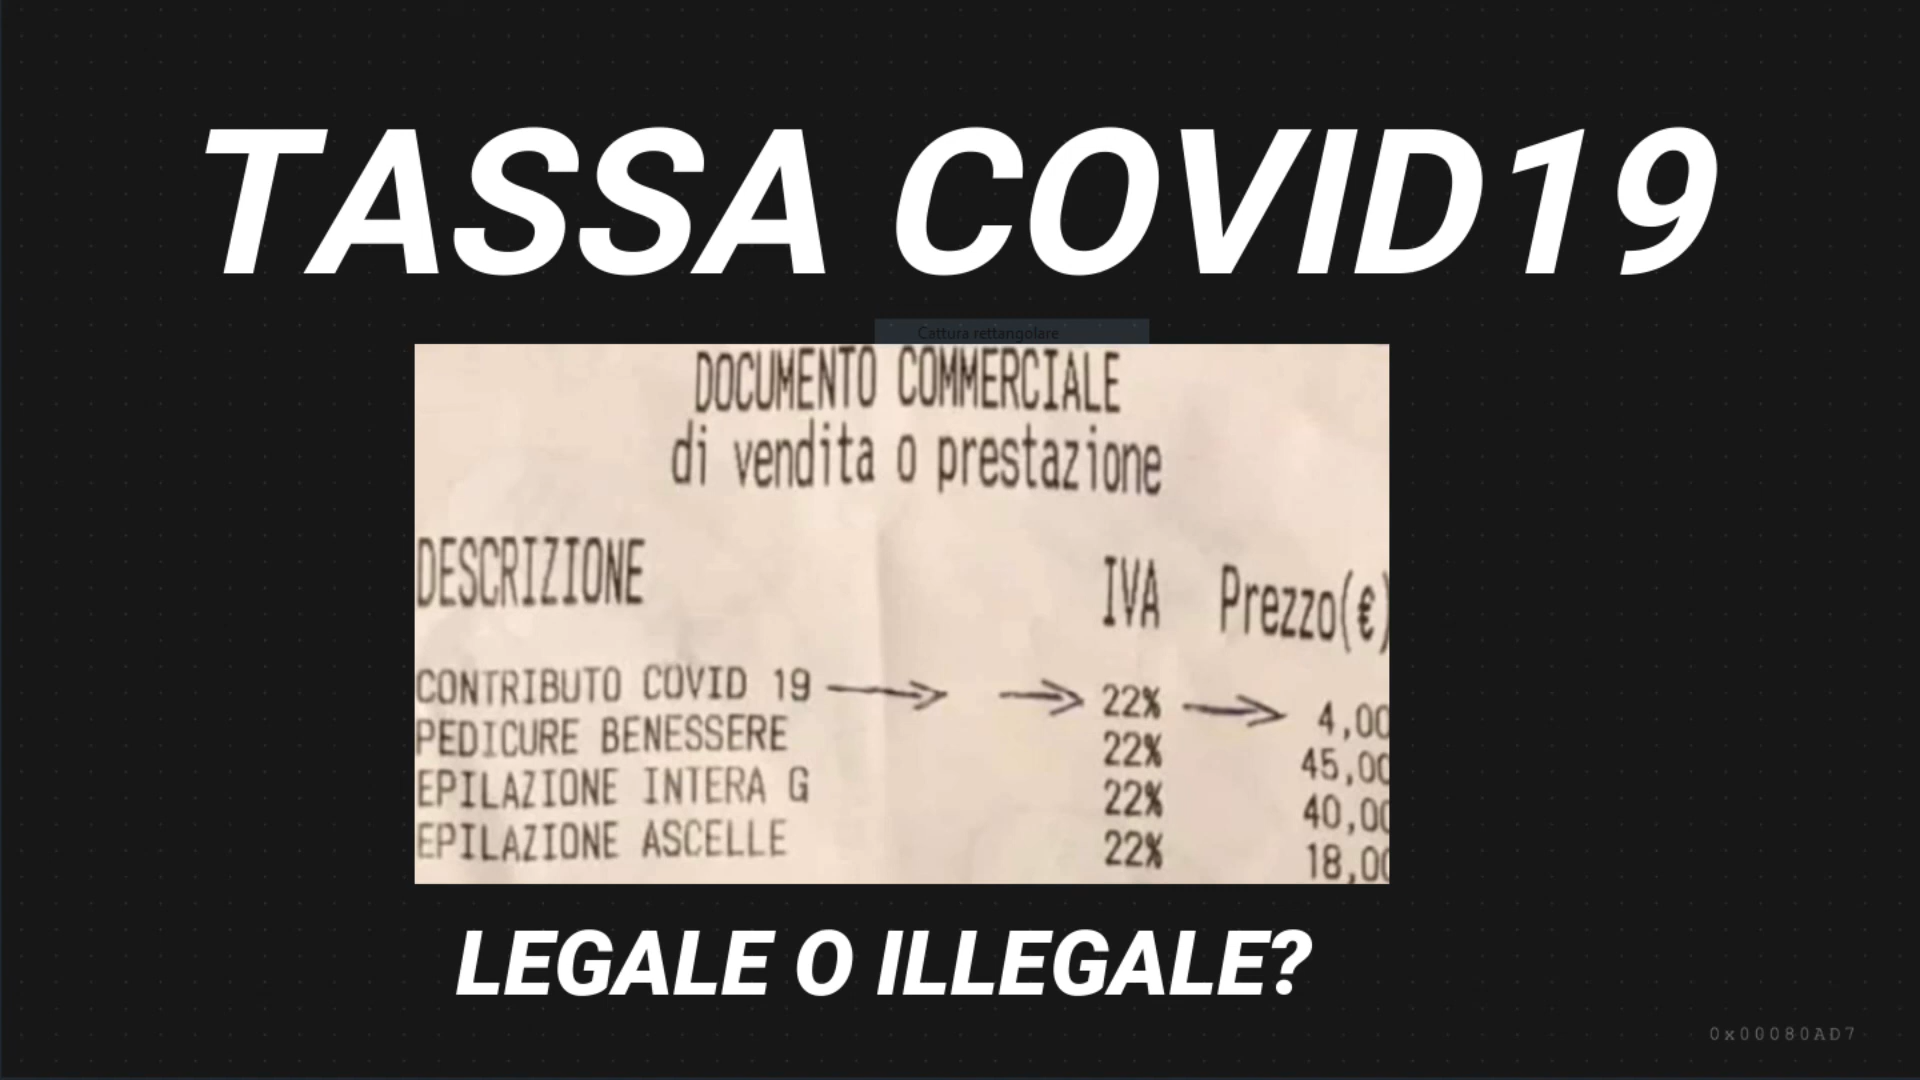 TASSA COVID19
Cattura rettangolare
DOCUMENTO COMMERCIALE
di vendita o prestazione
DESCRIZIONE IVA Prezzo(€)
CONTRIBUTO COVID 19 22% 4,00
PEDICURE BENESSERE 22% 45,00
EPILAZIONE INTERA G 22% 40,00
EPILAZIONE ASCELLE 22% 18,00
LEGALE O ILLEGALE?
0x00080AD7